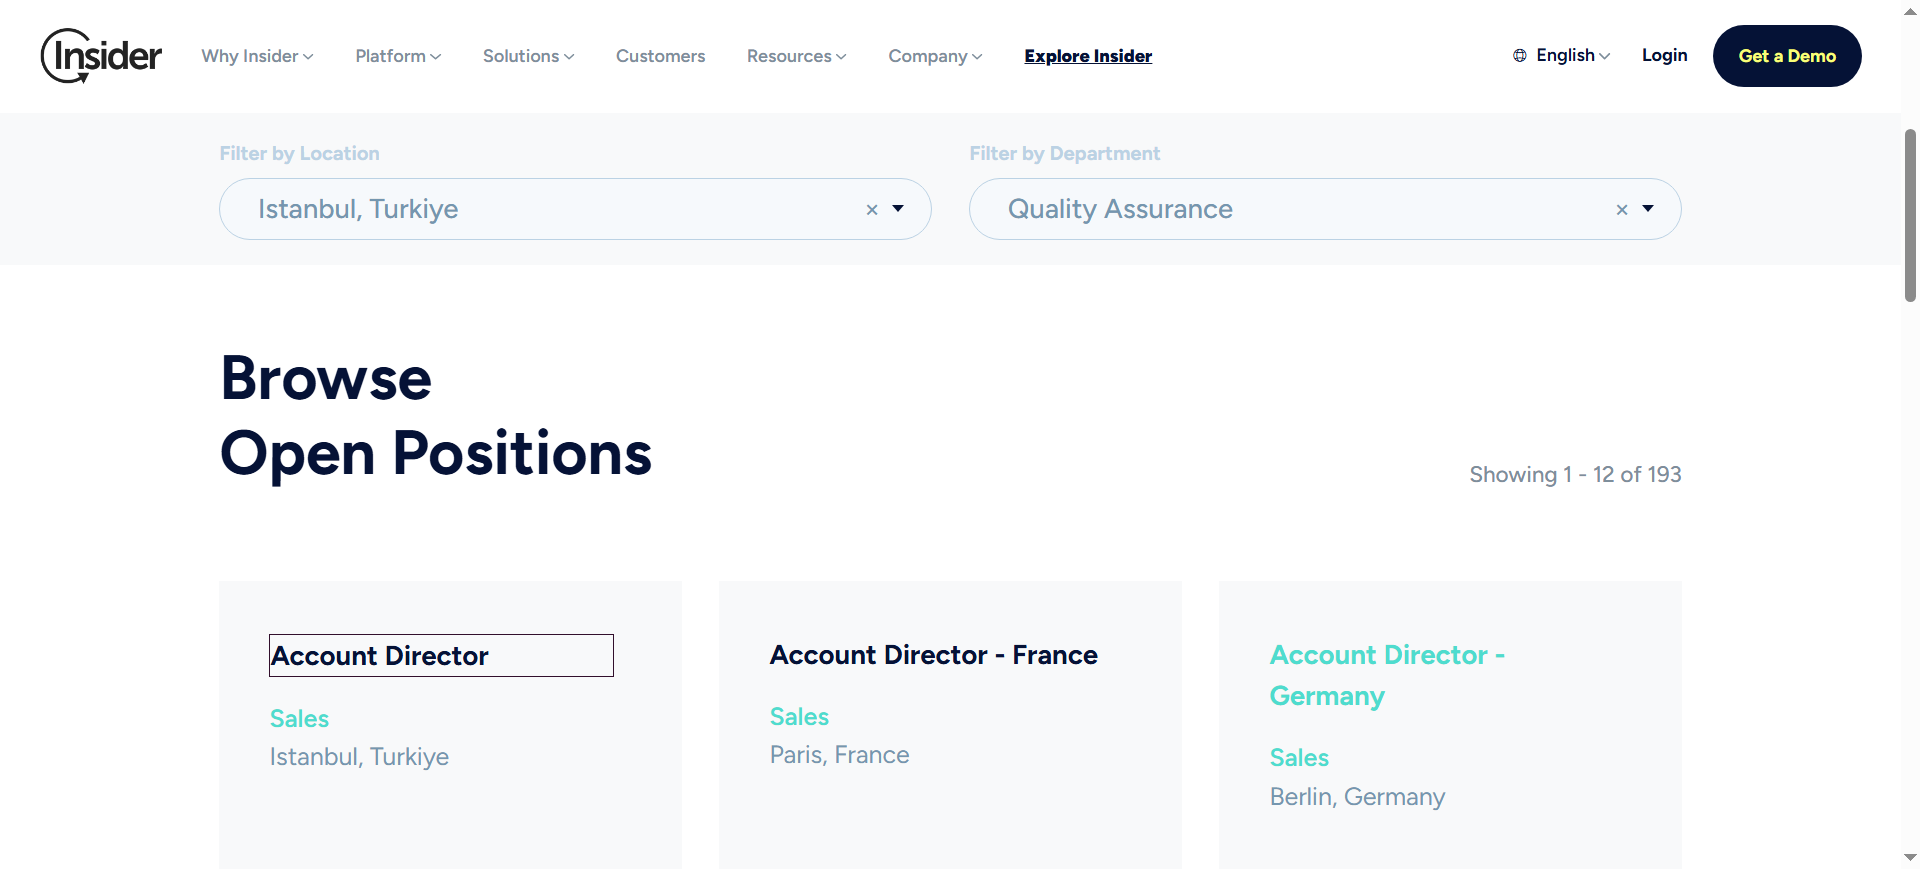 Insider
Why Insider
Platform
Solutions
Customers
Resources
Company
Explore Insider
English
Login
Get a Demo
Filter by Location
Filter by Department
Istanbul, Turkiye
×
Quality Assurance
×
Browse
Open Positions
Showing 1 - 12 of 193
Account Director
Sales
Istanbul, Turkiye
Account Director - France
Sales
Paris, France
Account Director -
Germany
Sales
Berlin, Germany